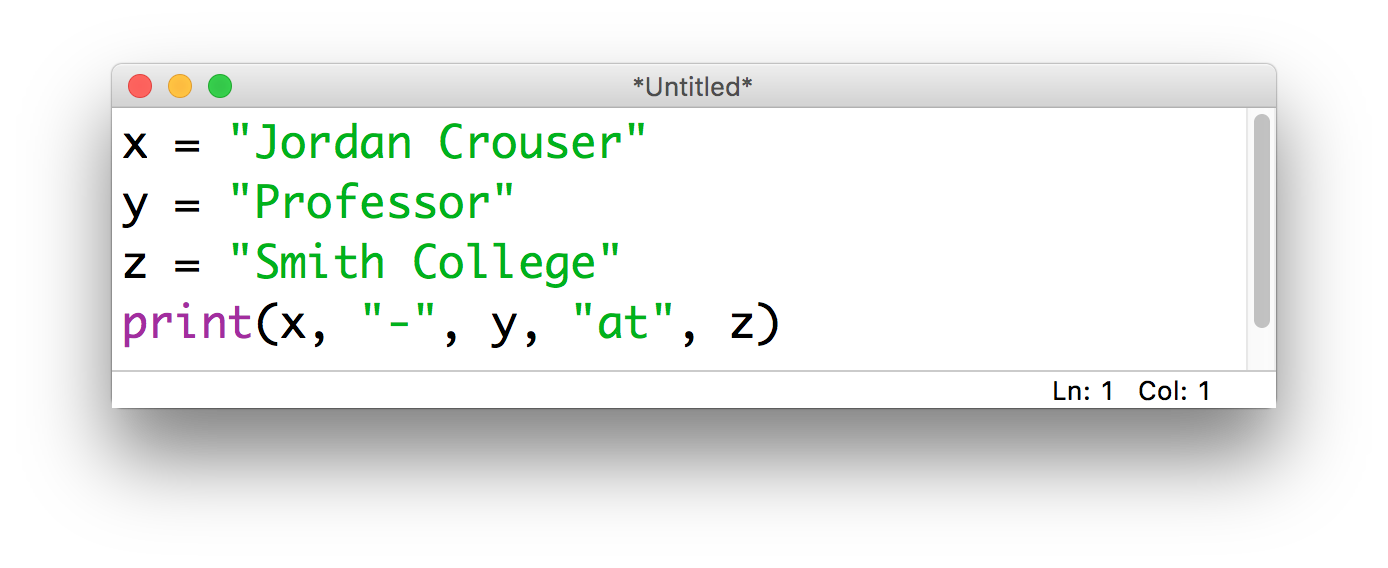 *Untitled*
x = "Jordan Crouser"
y = "Professor"
z = "Smith College"
print(x, "-", y, "at", z)
Ln: 1 Col: 1